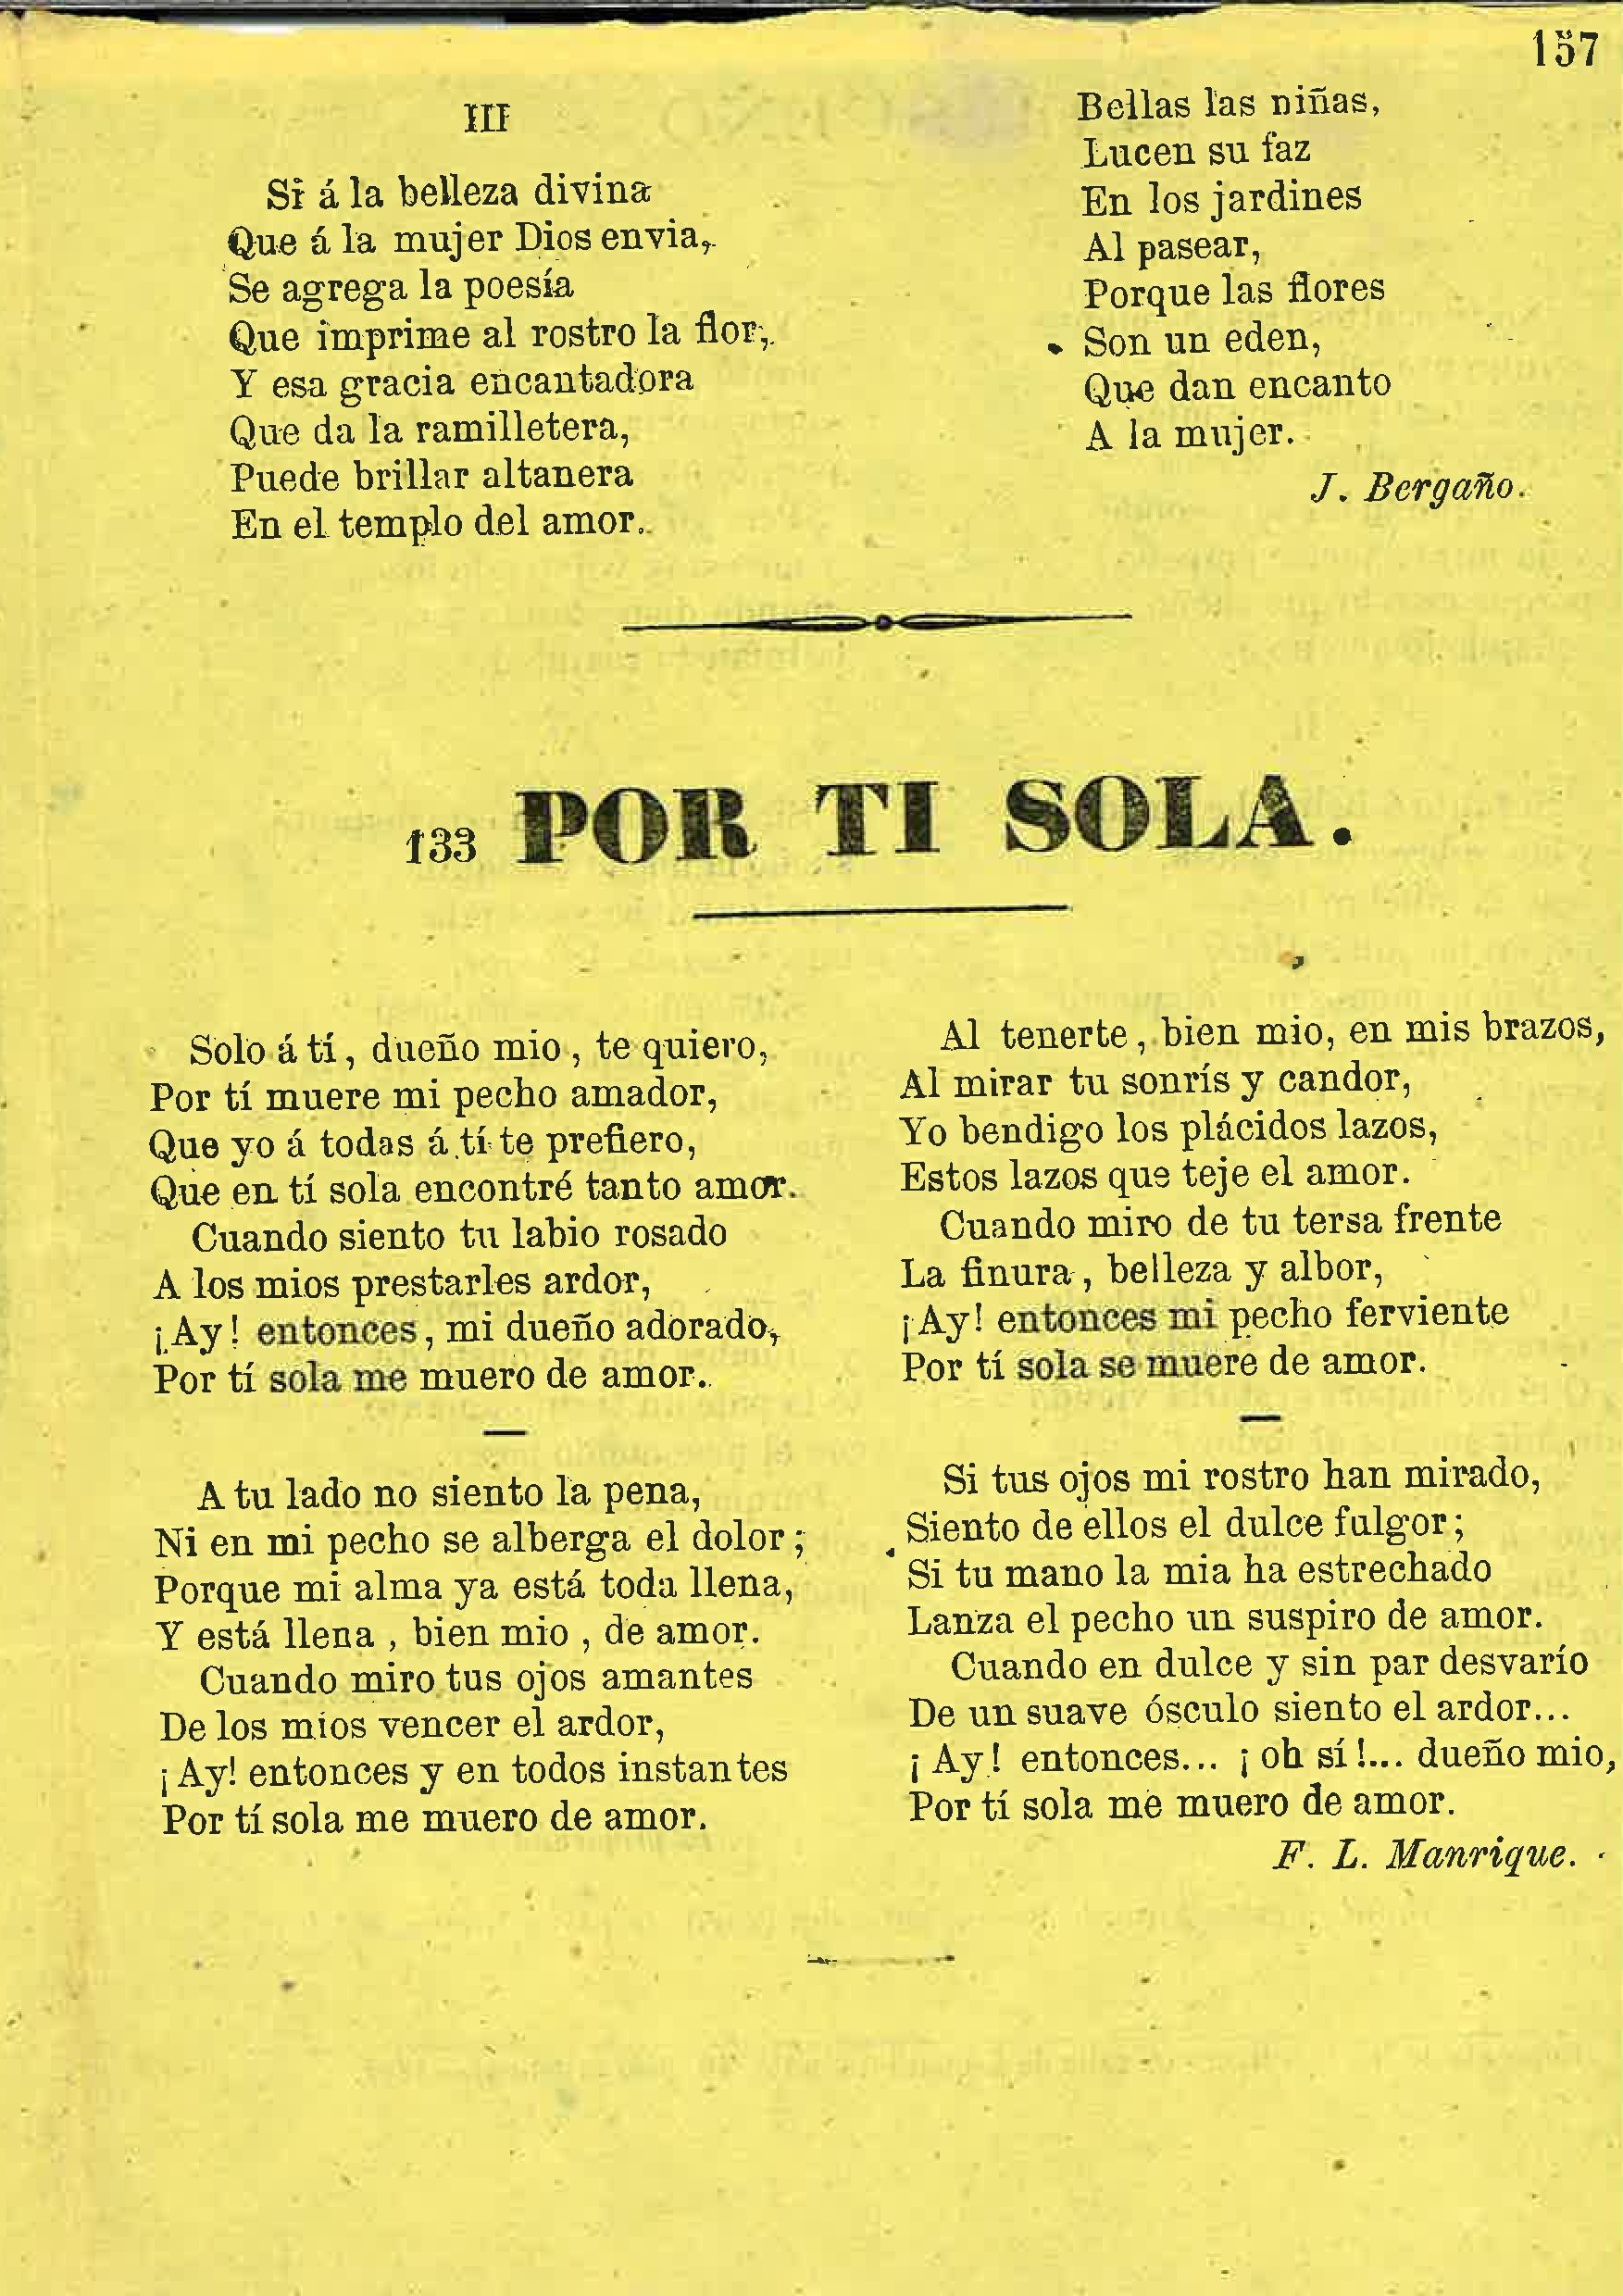 157
III
Si á la belleza divina
Que á la mujer Dios envia,
Se agrega la poesía
Que imprime al rostro la flor,
Y esa gracia encantadora
Que da la ramilletera,
Puede brillar altanera
En el templo del amor.
Bellas las niñas,
Lucen su faz
En los jardines
Al pasear,
Porque las flores
Son un eden,
Que dan encanto
A la mujer.
J. Bergaño.
133 POR TI SOLA.
Solo á tí, dueño mio, te quiero,
Por tí muere mi pecho amador,
Que yo á todas á tí te prefiero,
Que en tí sola encontré tanto amor.
Cuando siento tu labio rosado
A los mios prestarles ardor,
¡Ay! entonces, mi dueño adorado,
Por tí sola me muero de amor.
—
A tu lado no siento la pena,
Ni en mi pecho se alberga el dolor;
Porque mi alma ya está toda llena,
Y está llena, bien mio, de amor.
Cuando miro tus ojos amantes
De los mios vencer el ardor,
¡Ay! entonces y en todos instantes
Por tí sola me muero de amor.
Al tenerte, bien mio, en mis brazos,
Al mirar tu sonrís y candor,
Yo bendigo los plácidos lazos,
Estos lazos que teje el amor.
Cuando miro de tu tersa frente
La finura, belleza y albor,
¡Ay! entonces mi pecho ferviente
Por tí sola se muere de amor.
—
Si tus ojos mi rostro han mirado,
Siento de ellos el dulce fulgor;
Si tu mano la mia ha estrechado
Lanza el pecho un suspiro de amor.
Cuando en dulce y sin par desvarío
De un suave ósculo siento el ardor...
¡Ay! entonces... ¡oh sí!... dueño mio,
Por tí sola me muero de amor.
F. L. Manrique.